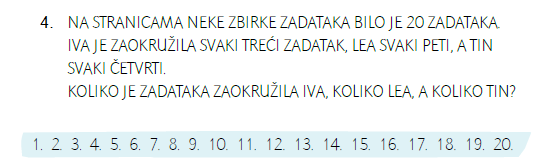 4. NA STRANICAMA NEKE ZBIRKE ZADATAKA BILO JE 20 ZADATAKA.
IVA JE ZAOKRUŽILA SVAKI TREĆI ZADATAK, LEA SVAKI PETI, A TIN
SVAKI ČETVRTI.
KOLIKO JE ZADATAKA ZAOKRUŽILA IVA, KOLIKO LEA, A KOLIKO TIN?
1. 2. 3. 4. 5. 6. 7. 8. 9. 10. 11. 12. 13. 14. 15. 16. 17. 18. 19. 20.